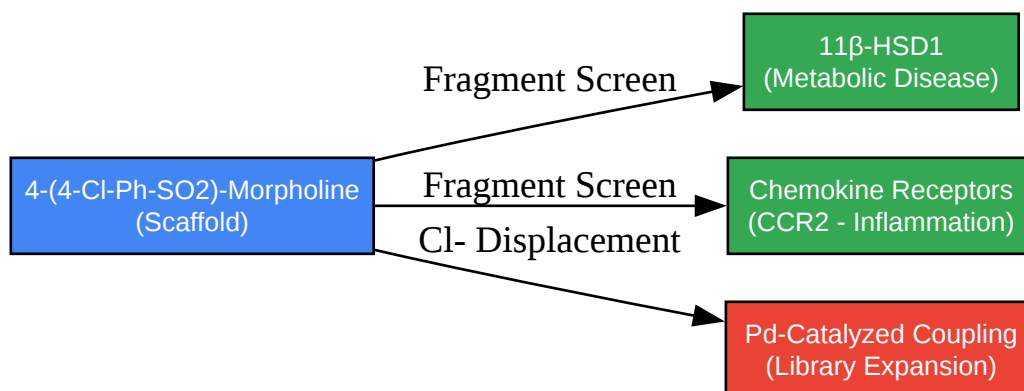 11β-HSD1
(Metabolic Disease)
Fragment Screen
4-(4-Cl-Ph-SO2)-Morpholine
(Scaffold)
Fragment Screen
Chemokine Receptors
(CCR2 - Inflammation)
Cl- Displacement
Pd-Catalyzed Coupling
(Library Expansion)